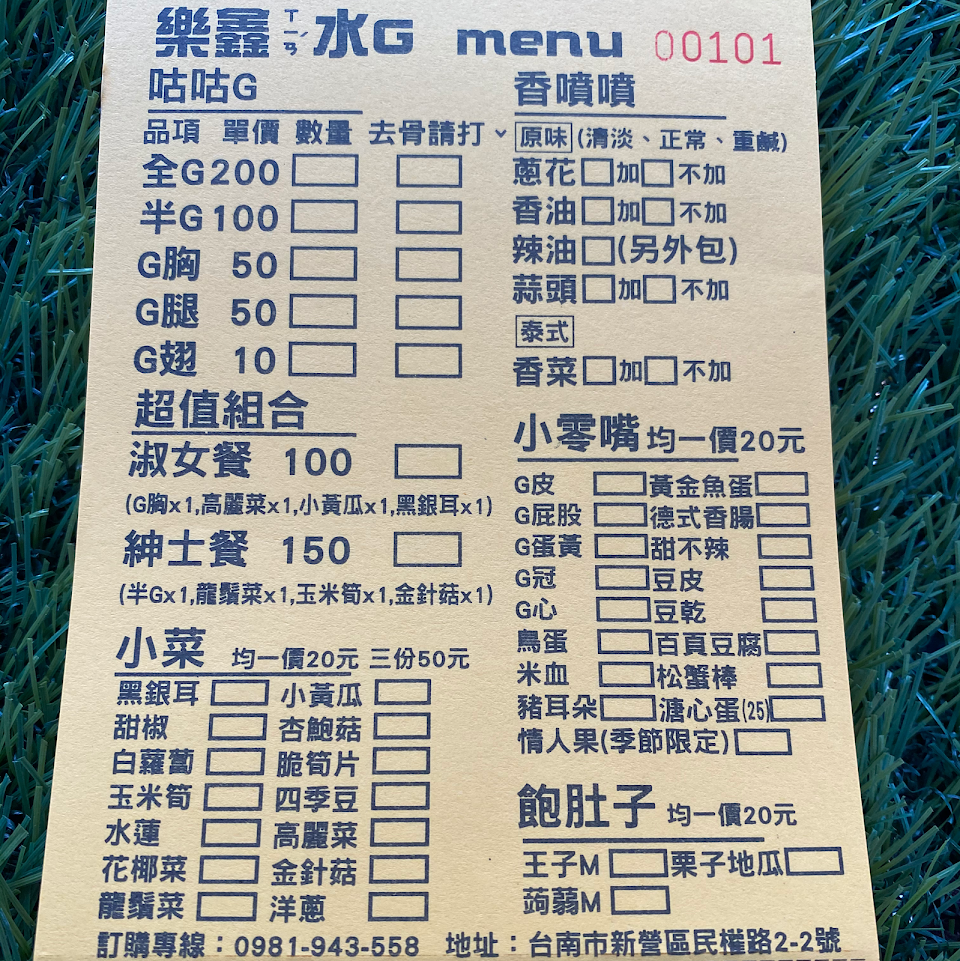 樂鑫ㄒㄧㄣ水G menu 00101
咕咕G
品項 單價 數量 去骨請打ˇ
全G 200
半G 100
G胸 50
G腿 50
G翅 10
超值組合
淑女餐 100
(G胸x1,高麗菜x1,小黃瓜x1,黑銀耳x1)
紳士餐 150
(半Gx1,龍鬚菜x1,玉米筍x1,金針菇x1)
小菜 均一價20元 三份50元
黑銀耳 小黃瓜
甜椒 杏鮑菇
白蘿蔔 脆筍片
玉米筍 四季豆
水蓮 高麗菜
花椰菜 金針菇
龍鬚菜 洋蔥
香噴噴
原味 (清淡、正常、重鹹)
蔥花 加 不加
香油 加 不加
辣油 (另外包)
蒜頭 加 不加
泰式
香菜 加 不加
小零嘴 均一價20元
G皮 黃金魚蛋
G屁股 德式香腸
G蛋黃 甜不辣
G冠 豆皮
G心 豆乾
鳥蛋 百頁豆腐
米血 松蟹棒
豬耳朵 溏心蛋(25)
情人果(季節限定)
飽肚子 均一價20元
王子M 栗子地瓜
蒟蒻M
訂購專線：0981-943-558 地址：台南市新營區民權路2-2號